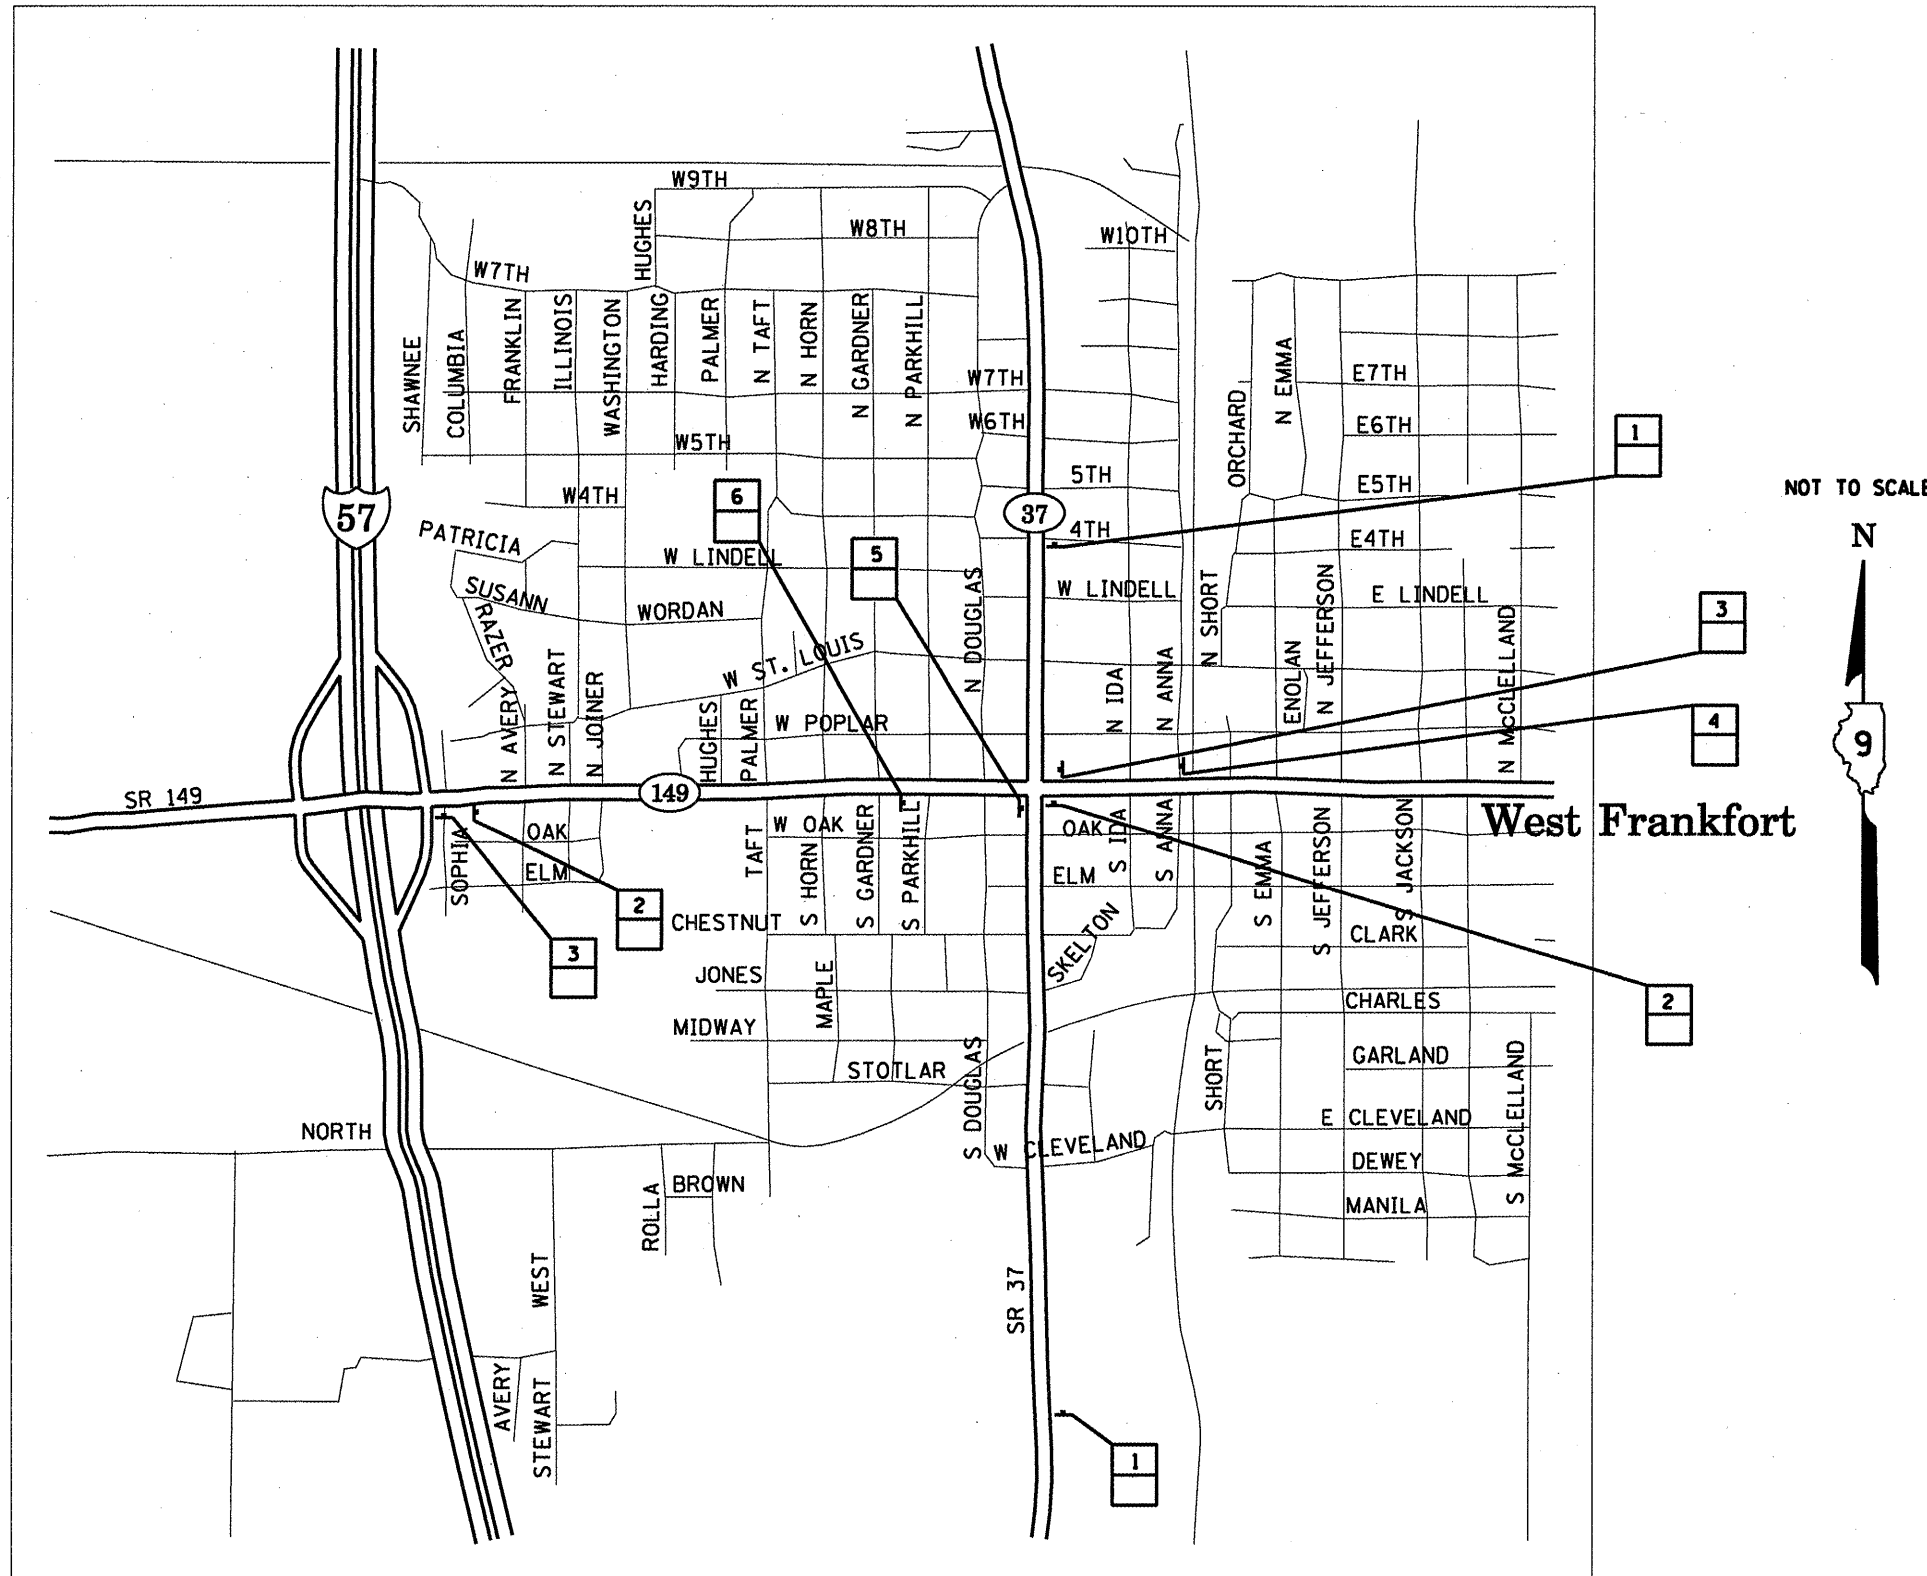 W9TH
HUGHES
W8TH
W10TH
W7TH
SHAWNEE
COLUMBIA
FRANKLIN
ILLINOIS
WASHINGTON
HARDING
PALMER
N TAFT
N HORN
N GARDNER
N PARKHILL
W7TH
W6TH
N EMMA
E7TH
ORCHARD
E6TH
1
W5TH
5TH
E5TH
NOT TO SCALE
W4TH
6
57
37
4TH
E4TH
N
PATRICIA
W LINDELL
5
SUSANN
RAZER
WORDAN
N DOUGLAS
W LINDELL
N SHORT
N JEFFERSON
E LINDELL
3
W ST. LOUIS
N AVERY
N STEWART
N JOINER
HUGHES
PALMER
W POPLAR
N IDA
N ANNA
ENOLAN
N McCLELLAND
4
9
SR 149
149
West Frankfort
SOPHIA
OAK
ELM
TAFT
W OAK
S HORN
S GARDNER
S PARKHILL
OAK
ELM
S IDA
S ANNA
S EMMA
S JEFFERSON
S JACKSON
2
3
CHESTNUT
SKELTON
CLARK
JONES
MAPLE
CHARLES
2
MIDWAY
STOTLAR
S DOUGLAS
SHORT
GARLAND
S McCLELLAND
NORTH
W CLEVELAND
E CLEVELAND
DEWEY
ROLLA
BROWN
MANILA
WEST
SR 37
AVERY
STEWART
1